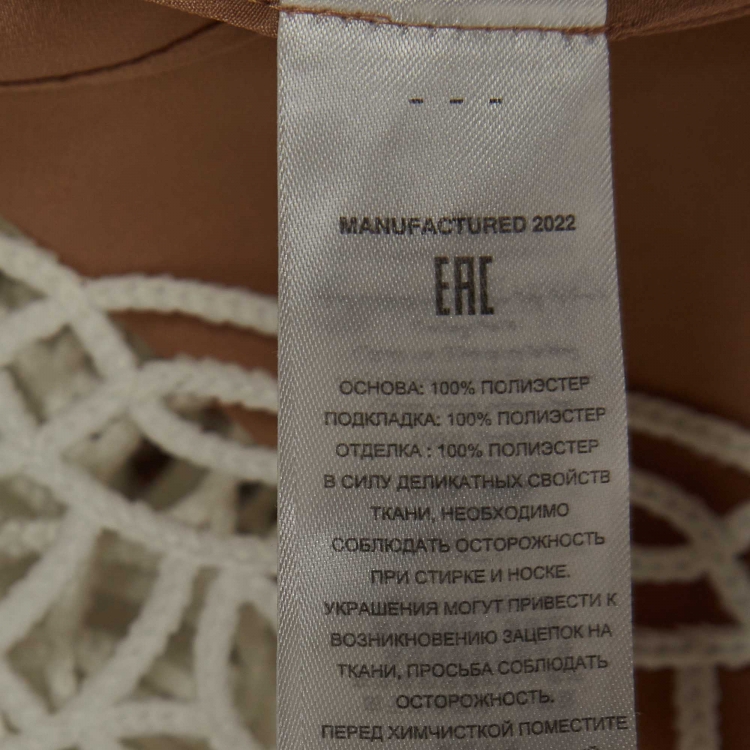 - - -
MANUFACTURED 2022
EAC
ОСНОВА: 100% ПОЛИЭСТЕР
ПОДКЛАДКА: 100% ПОЛИЭСТЕР
ОТДЕЛКА : 100% ПОЛИЭСТЕР
В СИЛУ ДЕЛИКАТНЫХ СВОЙСТВ
ТКАНИ, НЕОБХОДИМО
СОБЛЮДАТЬ ОСТОРОЖНОСТЬ
ПРИ СТИРКЕ И НОСКЕ.
УКРАШЕНИЯ МОГУТ ПРИВЕСТИ К
ВОЗНИКНОВЕНИЮ ЗАЦЕПОК НА
ТКАНИ, ПРОСЬБА СОБЛЮДАТЬ
ОСТОРОЖНОСТЬ.
ПЕРЕД ХИМЧИСТКОЙ ПОМЕСТИТЕ